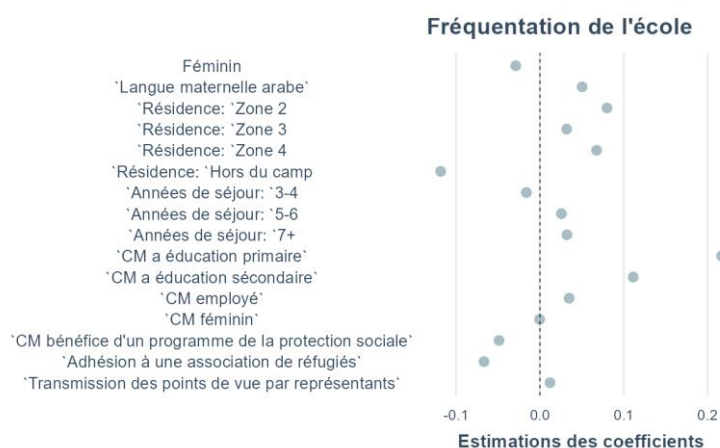 Fréquentation de l'école
Féminin
`Langue maternelle arabe`
`Résidence: `Zone 2
`Résidence: `Zone 3
`Résidence: `Zone 4
`Résidence: `Hors du camp
`Années de séjour: `3-4
`Années de séjour: `5-6
`Années de séjour: `7+
`CM a éducation primaire`
`CM a éducation sécondaire`
`CM employé`
`CM féminin`
`CM bénéfice d'un programme de la protection sociale`
`Adhésion à une association de réfugiés`
`Transmission des points de vue par représentants`
-0.1 0.0 0.1 0.2
Estimations des coefficients